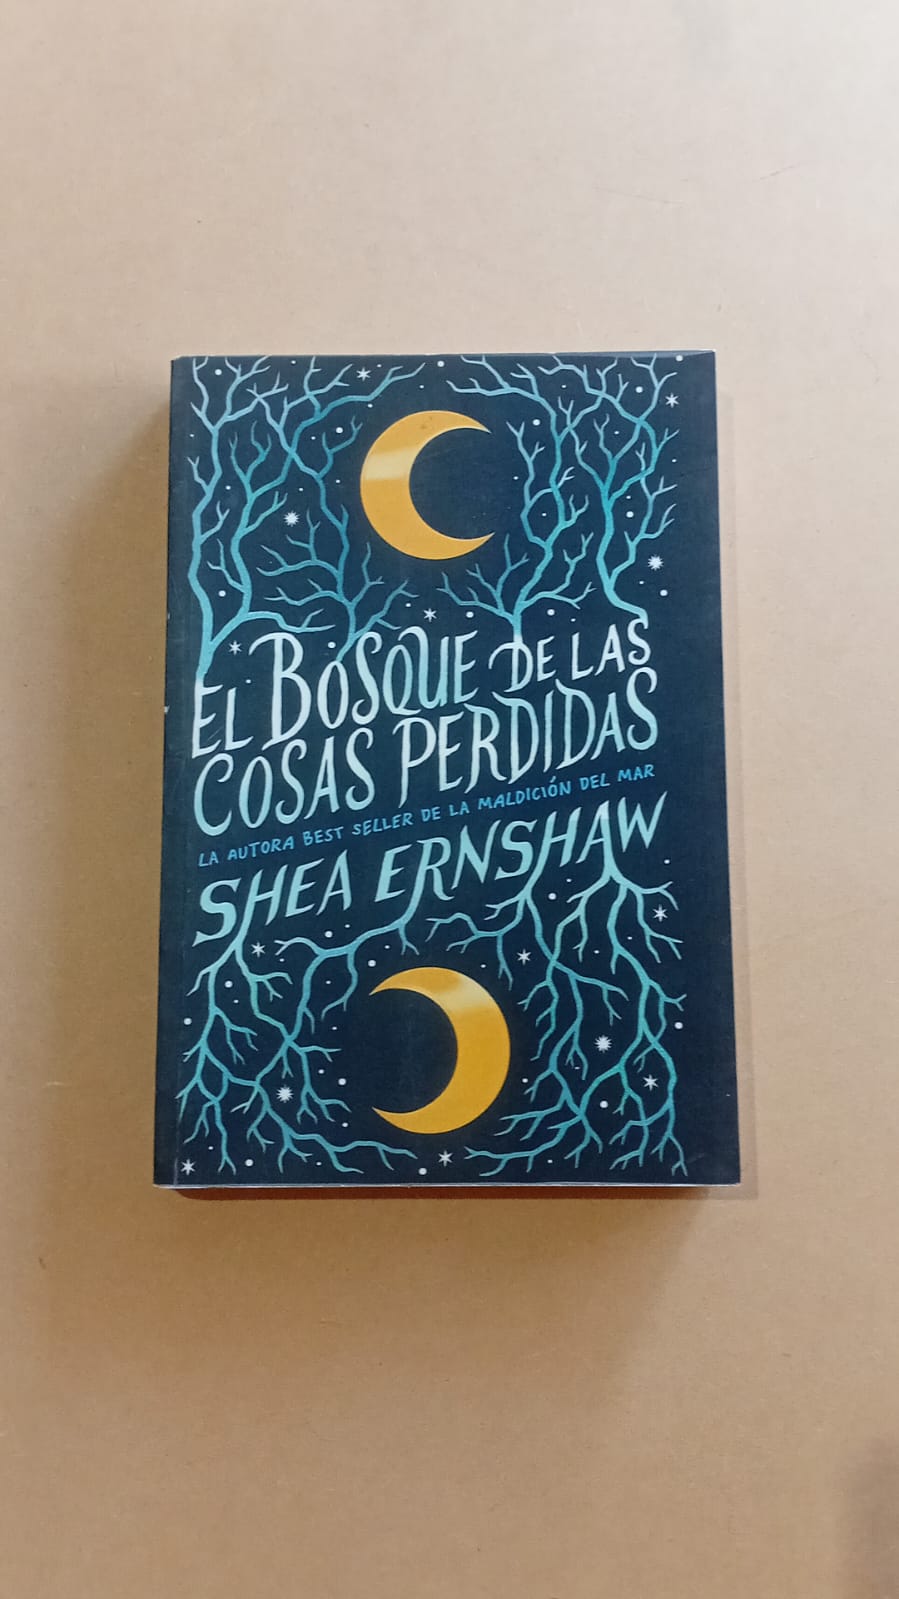 EL BOSQUE DE LAS
COSAS PERDIDAS
LA AUTORA BEST SELLER DE LA MALDICIÓN DEL MAR
SHEA ERNSHAW